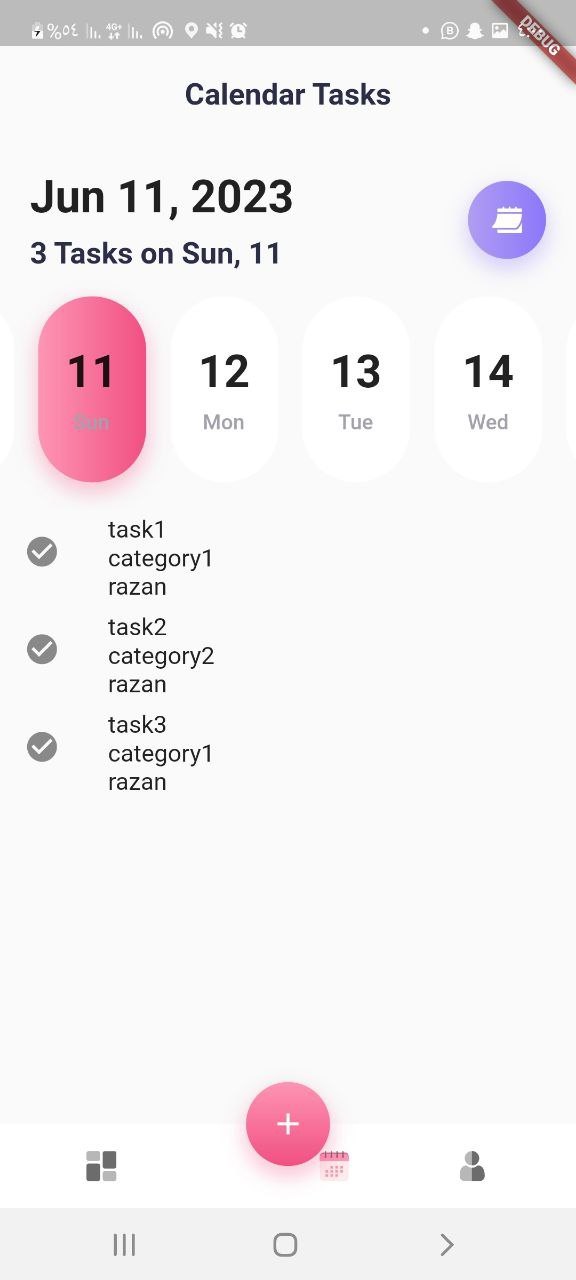 %٥٤ 4G+
DEBUG
Calendar Tasks
Jun 11, 2023
3 Tasks on Sun, 11
11 12 13 14
Sun Mon Tue Wed
task1
category1
razan
task2
category2
razan
task3
category1
razan